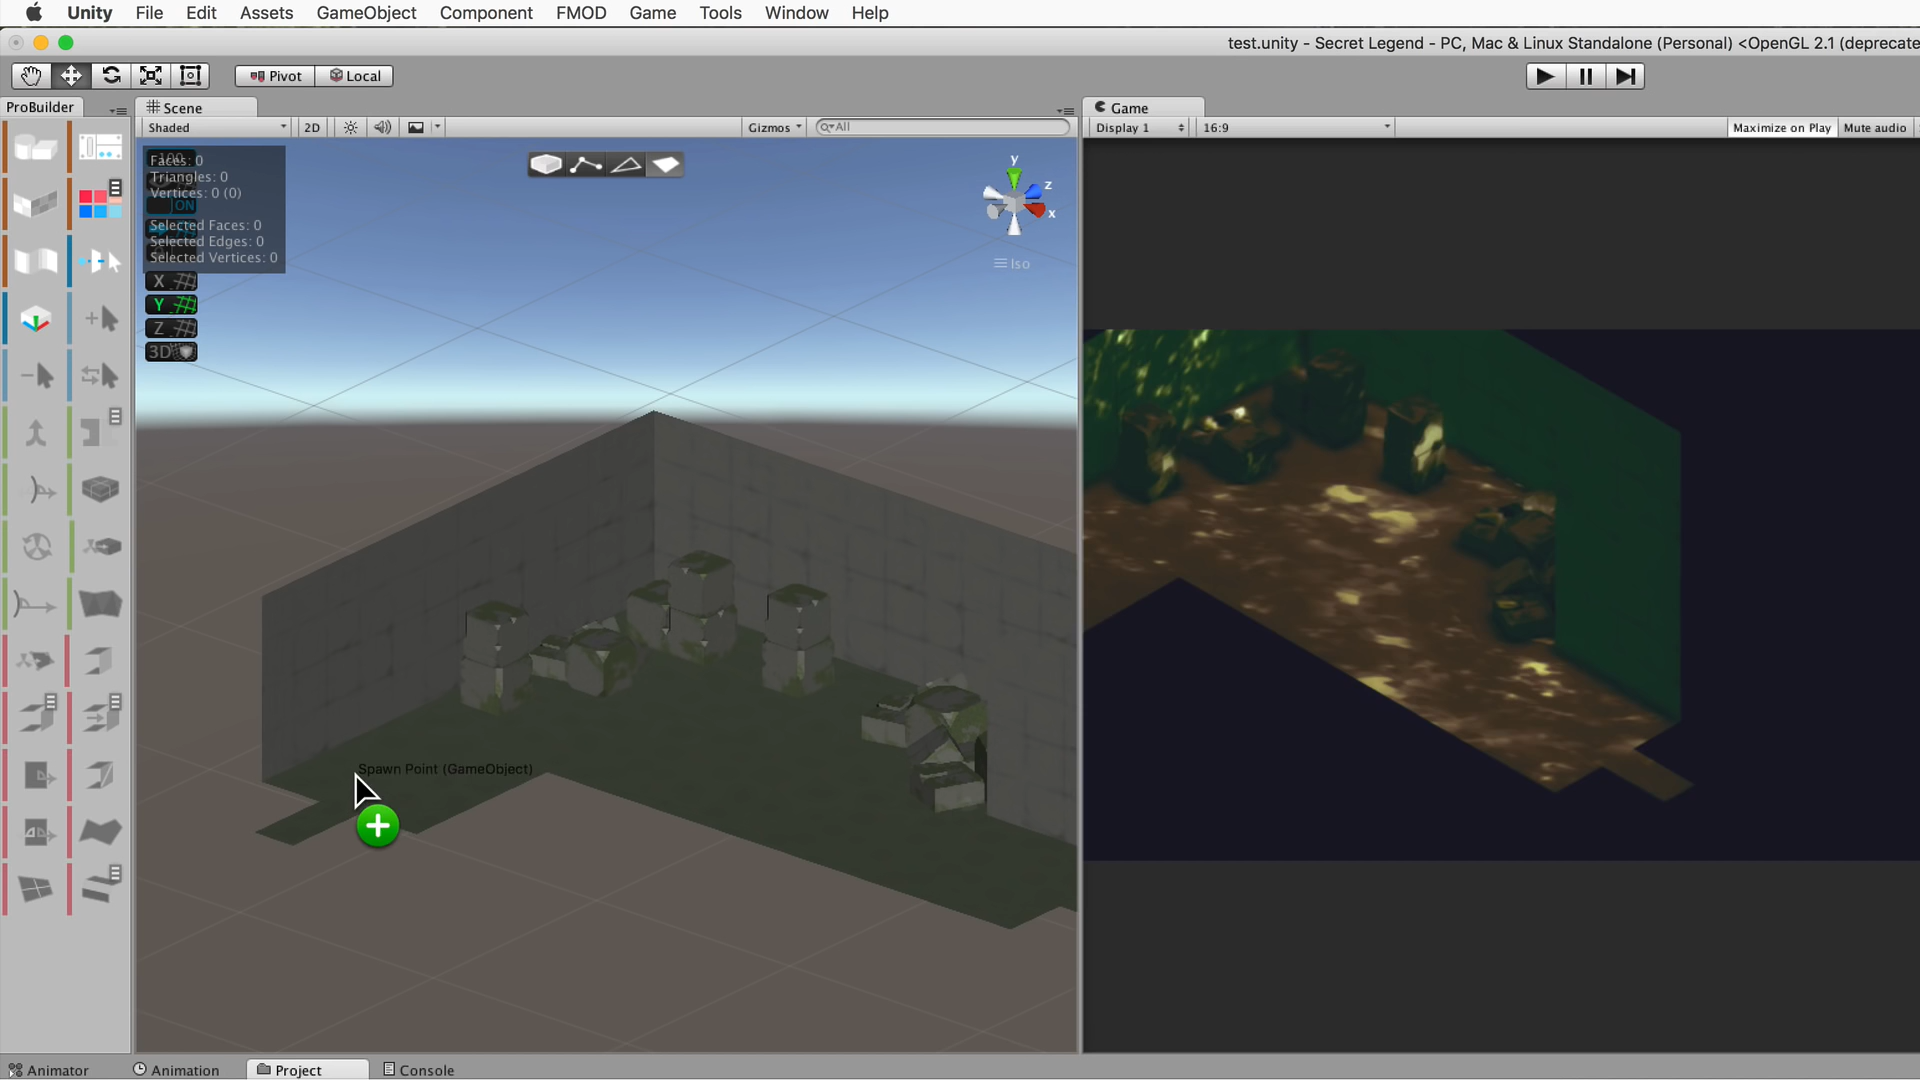 Unity File Edit Assets GameObject Component FMOD Game Tools Window Help
test.unity - Secret Legend - PC, Mac & Linux Standalone (Personal) <OpenGL 2.1 (deprecate
Pivot Local
ProBuilder
Scene
Game
Shaded 2D Gizmos All
Display 1 16:9 Maximize on Play Mute audio
Faces: 0
Triangles: 0
Vertices: 0 (0)
ON
Selected Faces: 0
Selected Edges: 0
Selected Vertices: 0
X
Y
Z
3D
y
z
x
Iso
Spawn Point (GameObject)
Animator Animation Project Console